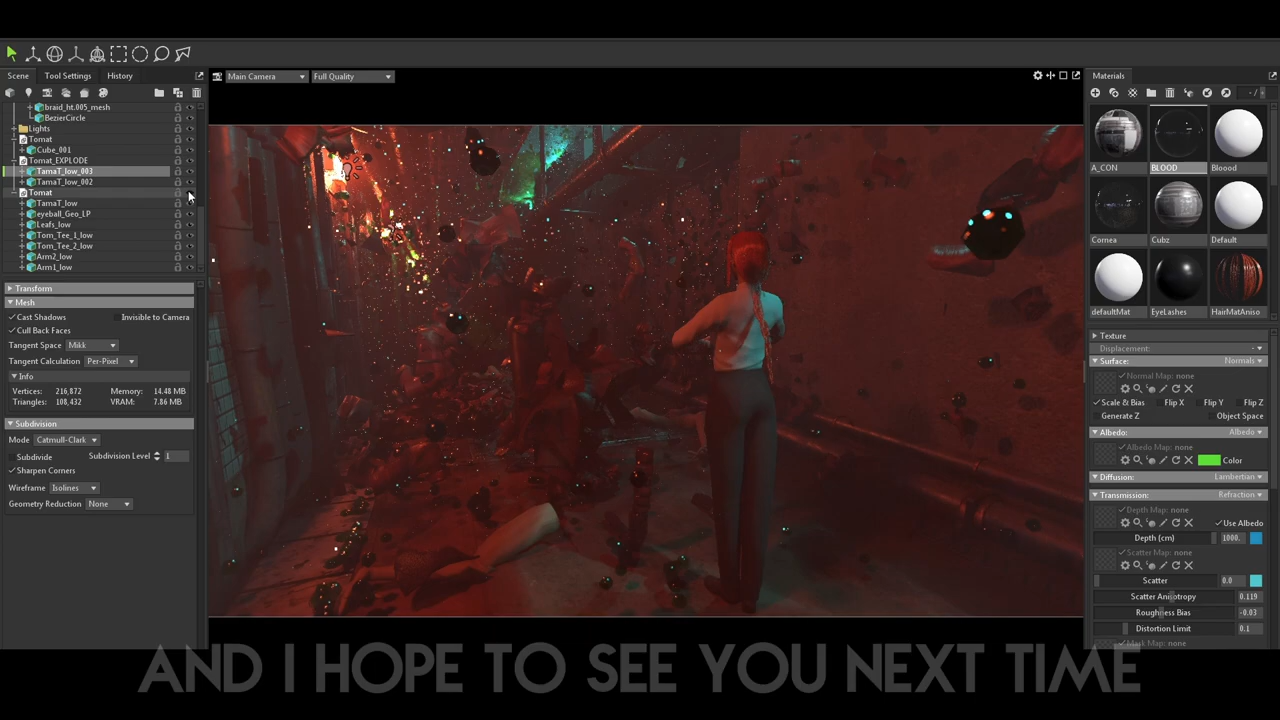 Scene Tool Settings History
Main Camera Full Quality
Materials
braid_ht.005_mesh
BezierCircle
Lights
Tomat
Cube_001
Tomat_EXPLODE
TamaT_low_003
TamaT_low_002
Tomat
TamaT_low
eyeball_Geo_LP
Leafs_low
Tom_Tee_1_low
Tom_Tee_2_low
Arm2_low
Arm1_low
Transform
Mesh
Cast Shadows Invisible to Camera
Cull Back Faces
Tangent Space Mikk
Tangent Calculation Per-Pixel
Info
Vertices: 216,872 Memory: 14.48 MB
Triangles: 108,432 VRAM: 7.86 MB
Subdivision
Mode Catmull-Clark
Subdivide Subdivision Level 1
Sharpen Corners
Wireframe Isolines
Geometry Reduction None
A_CON BLOOD Bloood
Cornea Cubz Default
defaultMat EyeLashes HairMatAniso
Texture
Displacement:
Surface: Normals
Normal Map: none
Scale & Bias Flip X Flip Y Flip Z
Generate Z Object Space
Albedo: Albedo
Albedo Map: none
Color
Diffusion: Lambertian
Transmission: Refraction
Depth Map: none
Use Albedo
Depth (cm) 1000.
Scatter Map: none
Scatter 0.0
Scatter Anisotropy 0.119
Roughness Bias -0.03
Distortion Limit 0.1
Mask Map: none
AND I HOPE TO SEE YOU NEXT TIME